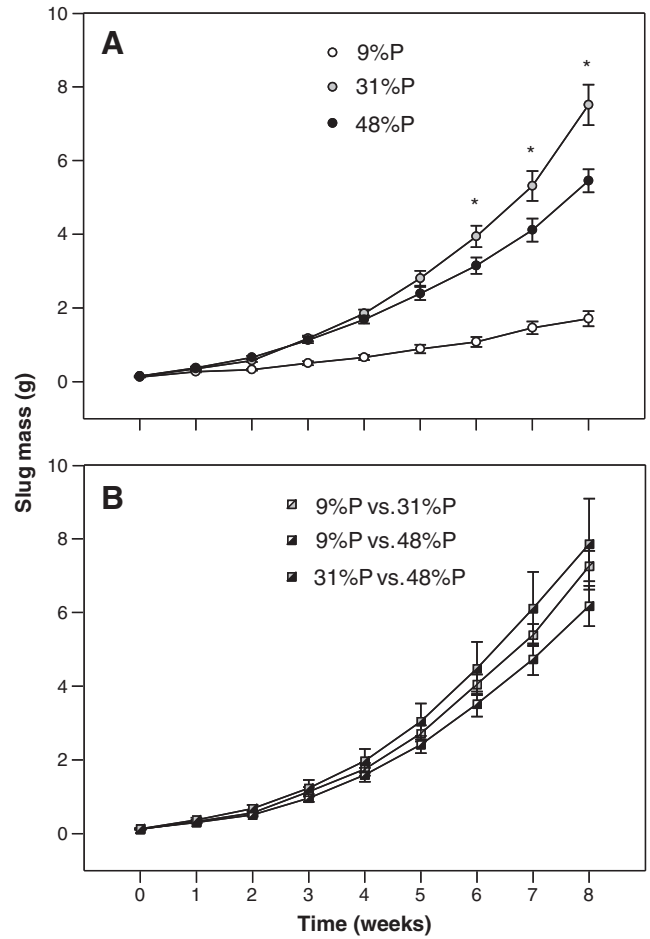 10
A
9%P
31%P
48%P
8
*
*
6
*
4
2
0
Slug mass (g)
10
B
9%P vs.31%P
9%P vs.48%P
31%P vs.48%P
8
6
4
2
0
0 1 2 3 4 5 6 7 8
Time (weeks)